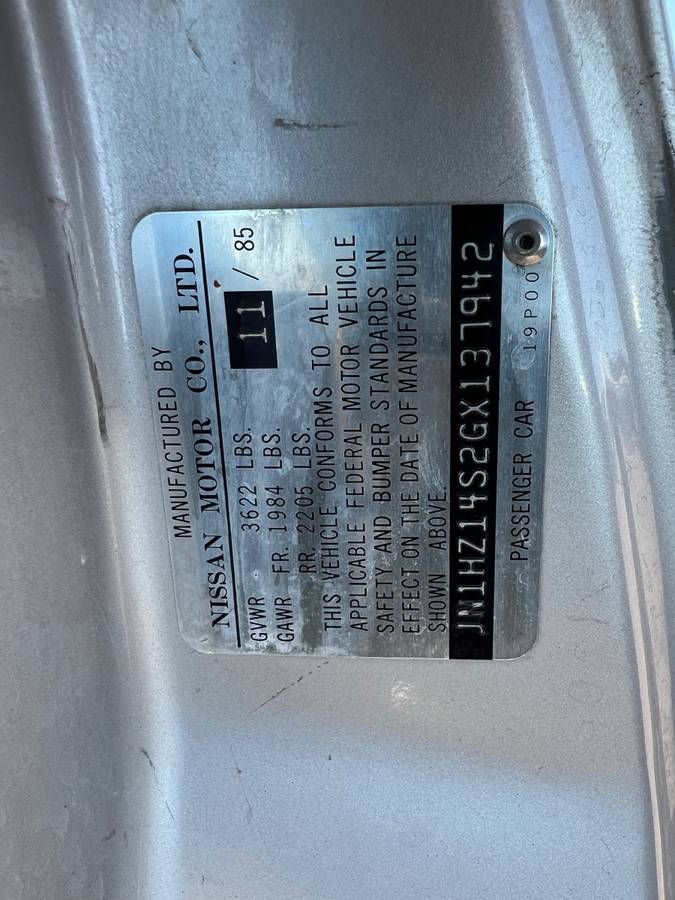 MANUFACTURED BY
NISSAN MOTOR CO., LTD.
11 / 85
GVWR 3622 LBS.
GAWR FR. 1984 LBS.
RR. 2205 LBS.
THIS VEHICLE CONFORMS TO ALL
APPLICABLE FEDERAL MOTOR VEHICLE
SAFETY AND BUMPER STANDARDS IN
EFFECT ON THE DATE OF MANUFACTURE
SHOWN ABOVE.
JN1HZ14S2GX137942
PASSENGER CAR 19P00